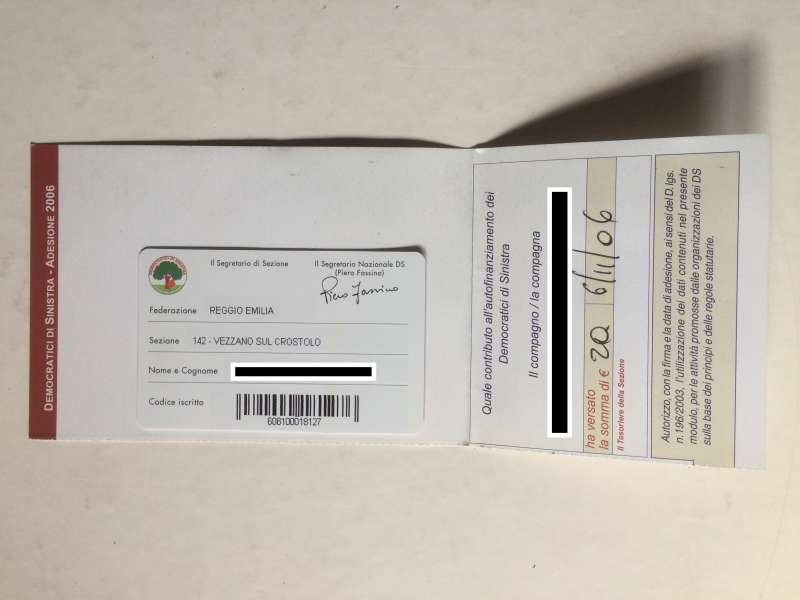 DEMOCRATICI DI SINISTRA - ADESIONE 2006
DEMOCRATICI DI SINISTRA
Il Segretario di Sezione
Il Segretario Nazionale DS
(Piero Fassino)
Piero Fassino
Federazione REGGIO EMILIA
Sezione 142 - VEZZANO SUL CROSTOLO
Nome e Cognome
Codice iscritto
608100018127
Quale contributo all'autofinanziamento dei
Democratici di Sinistra
Il compagno / la compagna
ha versato
la somma di € 20 6/11/06
Il Tesoriere della Sezione
Autorizzo, con la firma e la data di adesione, ai sensi del D. lgs.
n.196/2003, l'utilizzazione dei dati contenuti nel presente
modulo, per le attività promosse dalle organizzazioni dei DS
sulla base dei principi e delle regole statutarie.